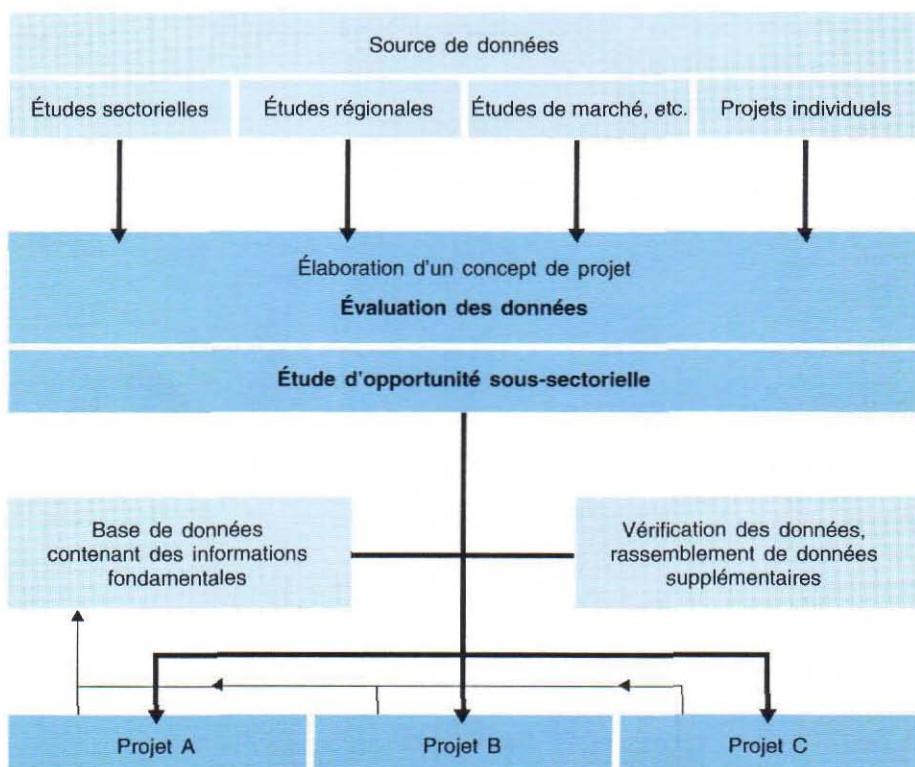 Source de données
Études sectorielles
Études régionales
Études de marché, etc.
Projets individuels
Élaboration d'un concept de projet
Évaluation des données
Étude d'opportunité sous-sectorielle
Base de données
contenant des informations
fondamentales
Vérification des données,
rassemblement de données
supplémentaires
Projet A
Projet B
Projet C